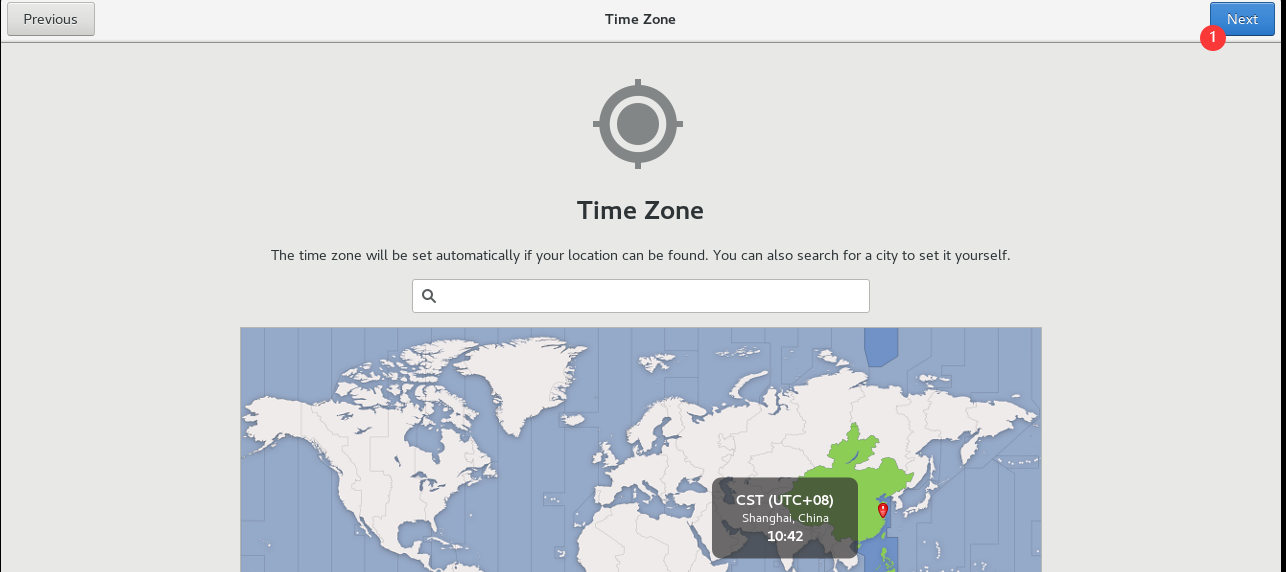 Previous
Time Zone
Next
1
Time Zone
The time zone will be set automatically if your location can be found. You can also search for a city to set it yourself.
CST (UTC+08)
Shanghai, China
10:42